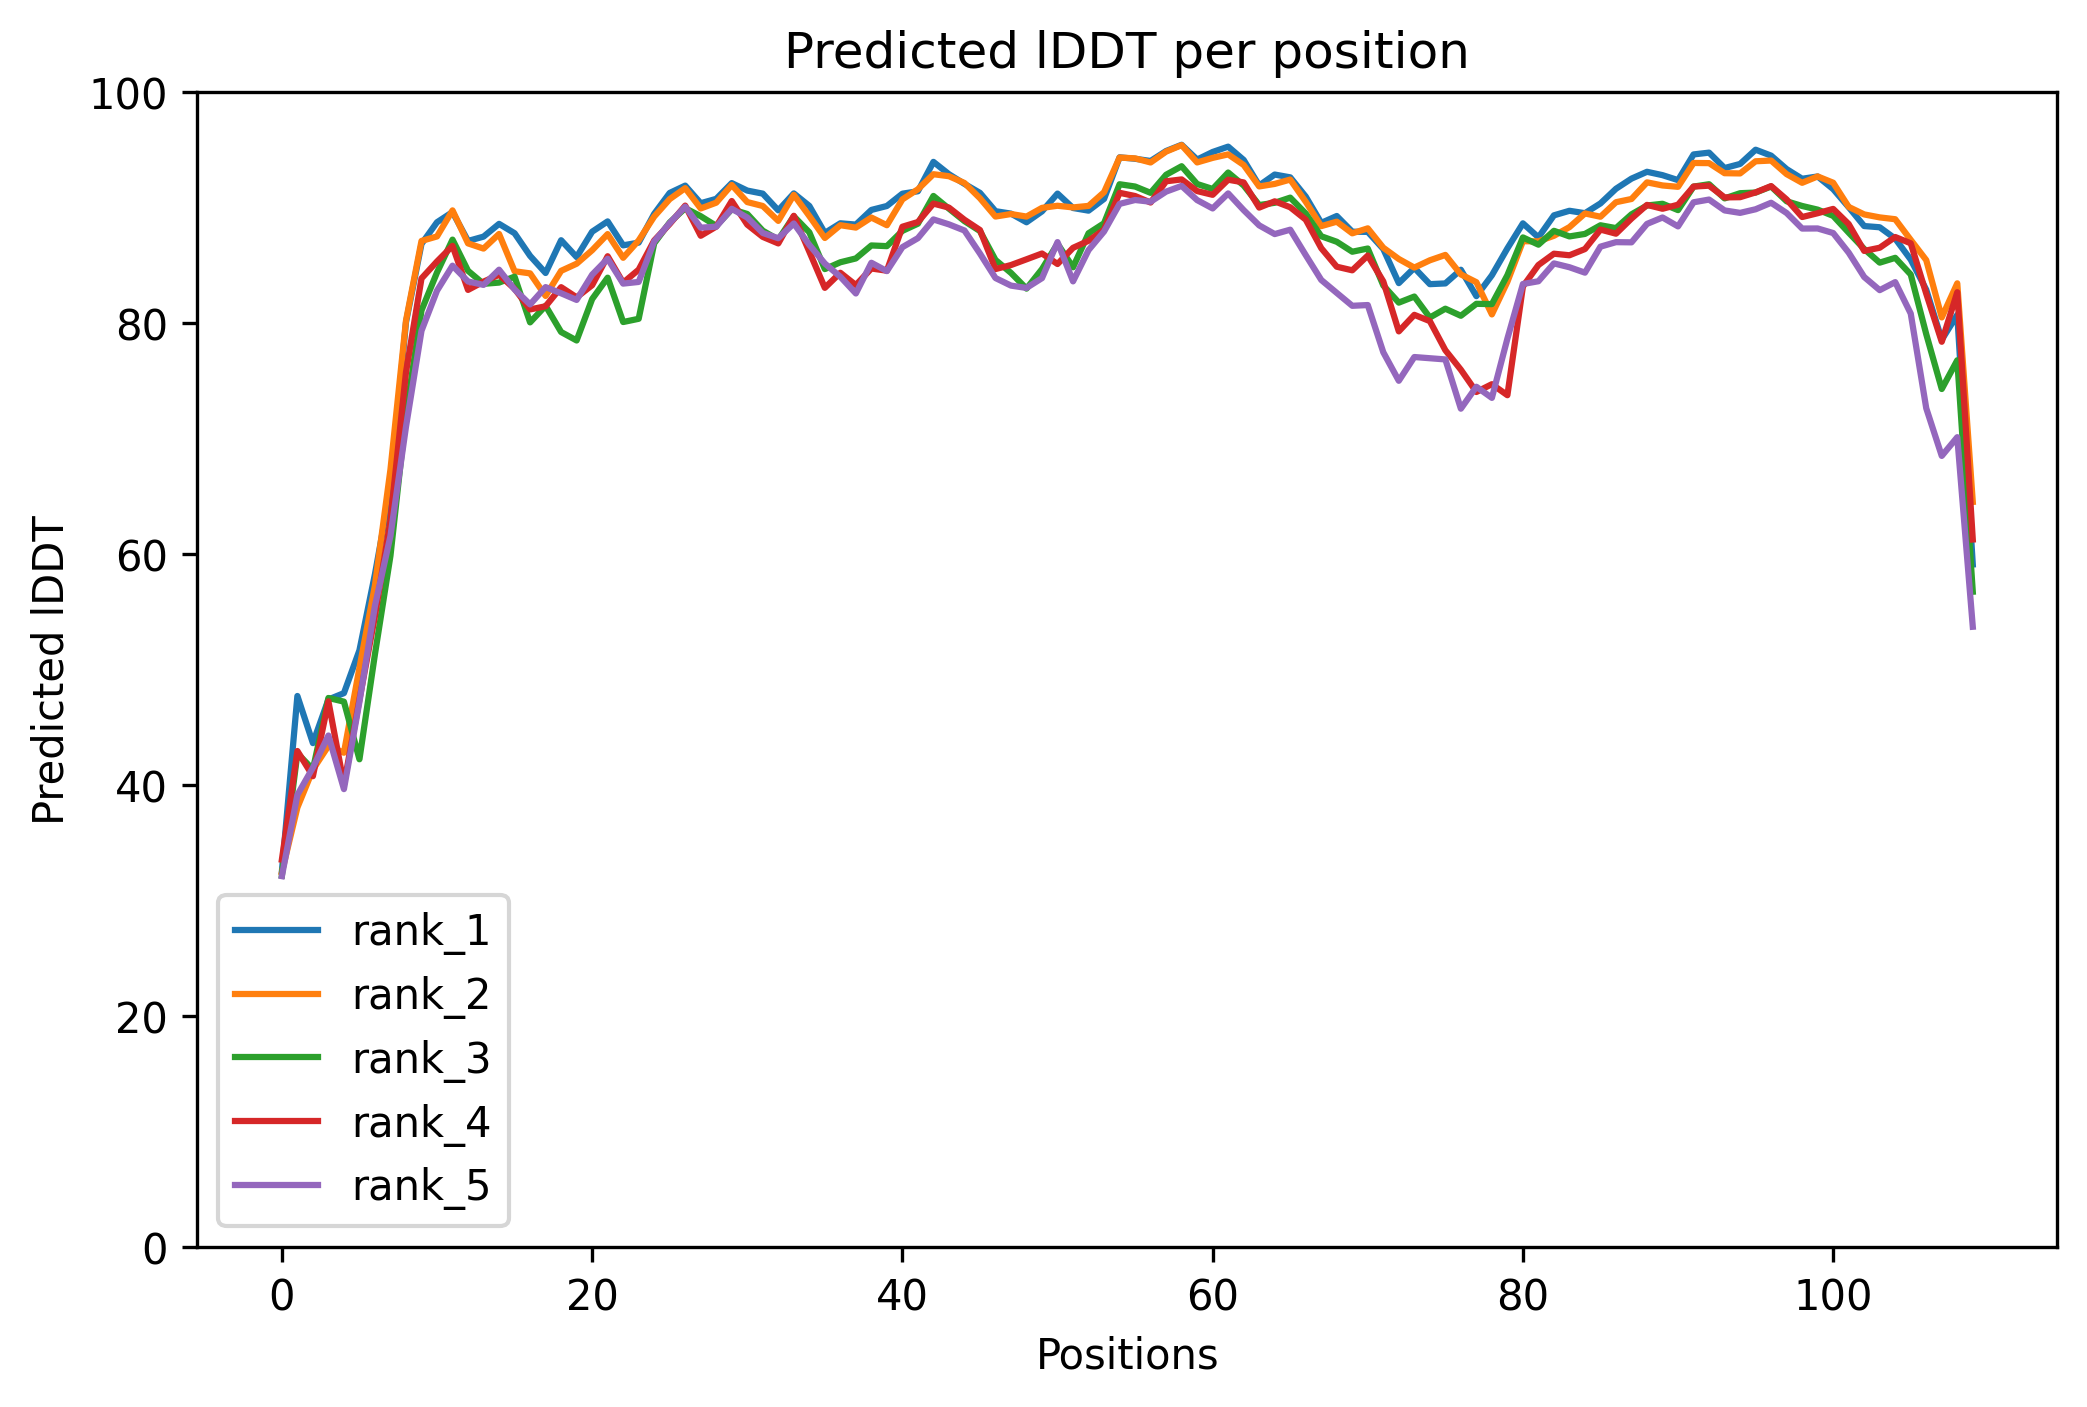 Predicted lDDT per position
100
80
60
40
20
0
Predicted lDDT
rank_1
rank_2
rank_3
rank_4
rank_5
0 20 40 60 80 100
Positions